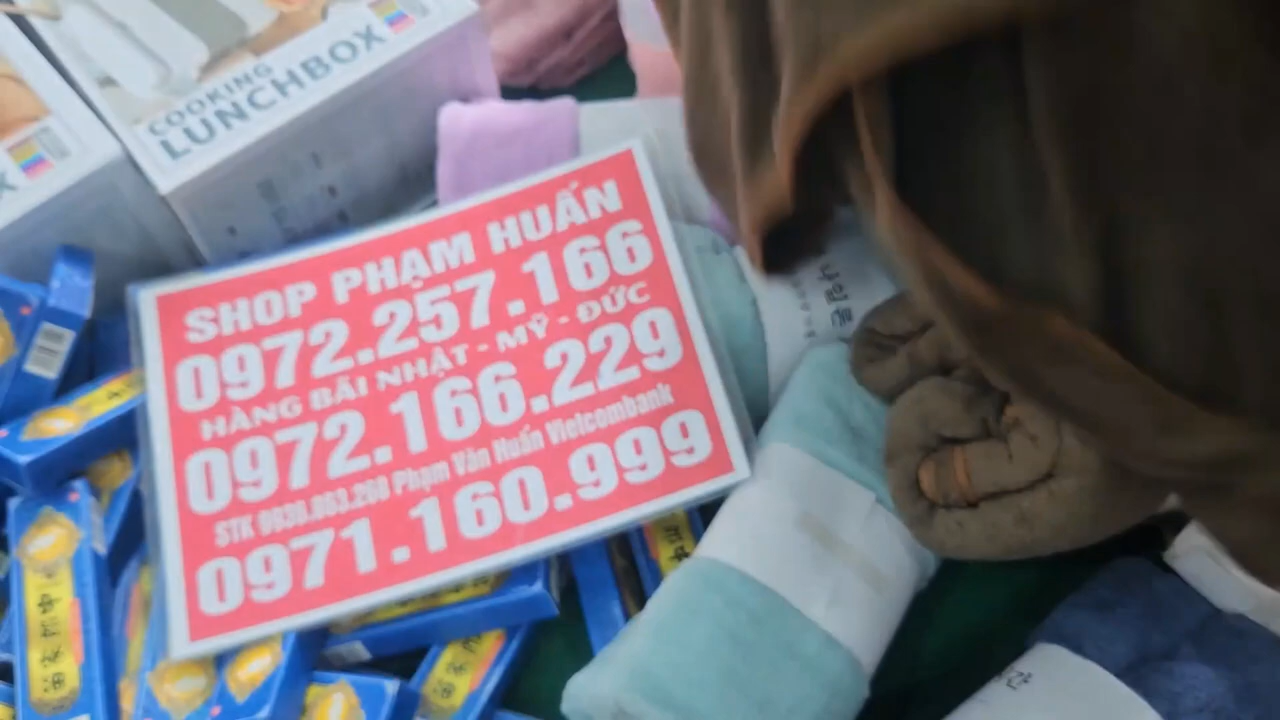 COOKING
LUNCHBOX
SHOP PHẠM HUẤN
0972.257.166
HÀNG BÃI NHẬT - MỸ - ĐỨC
0972.166.229
Phạm Văn Huấn Vietcombank
0971.160.999